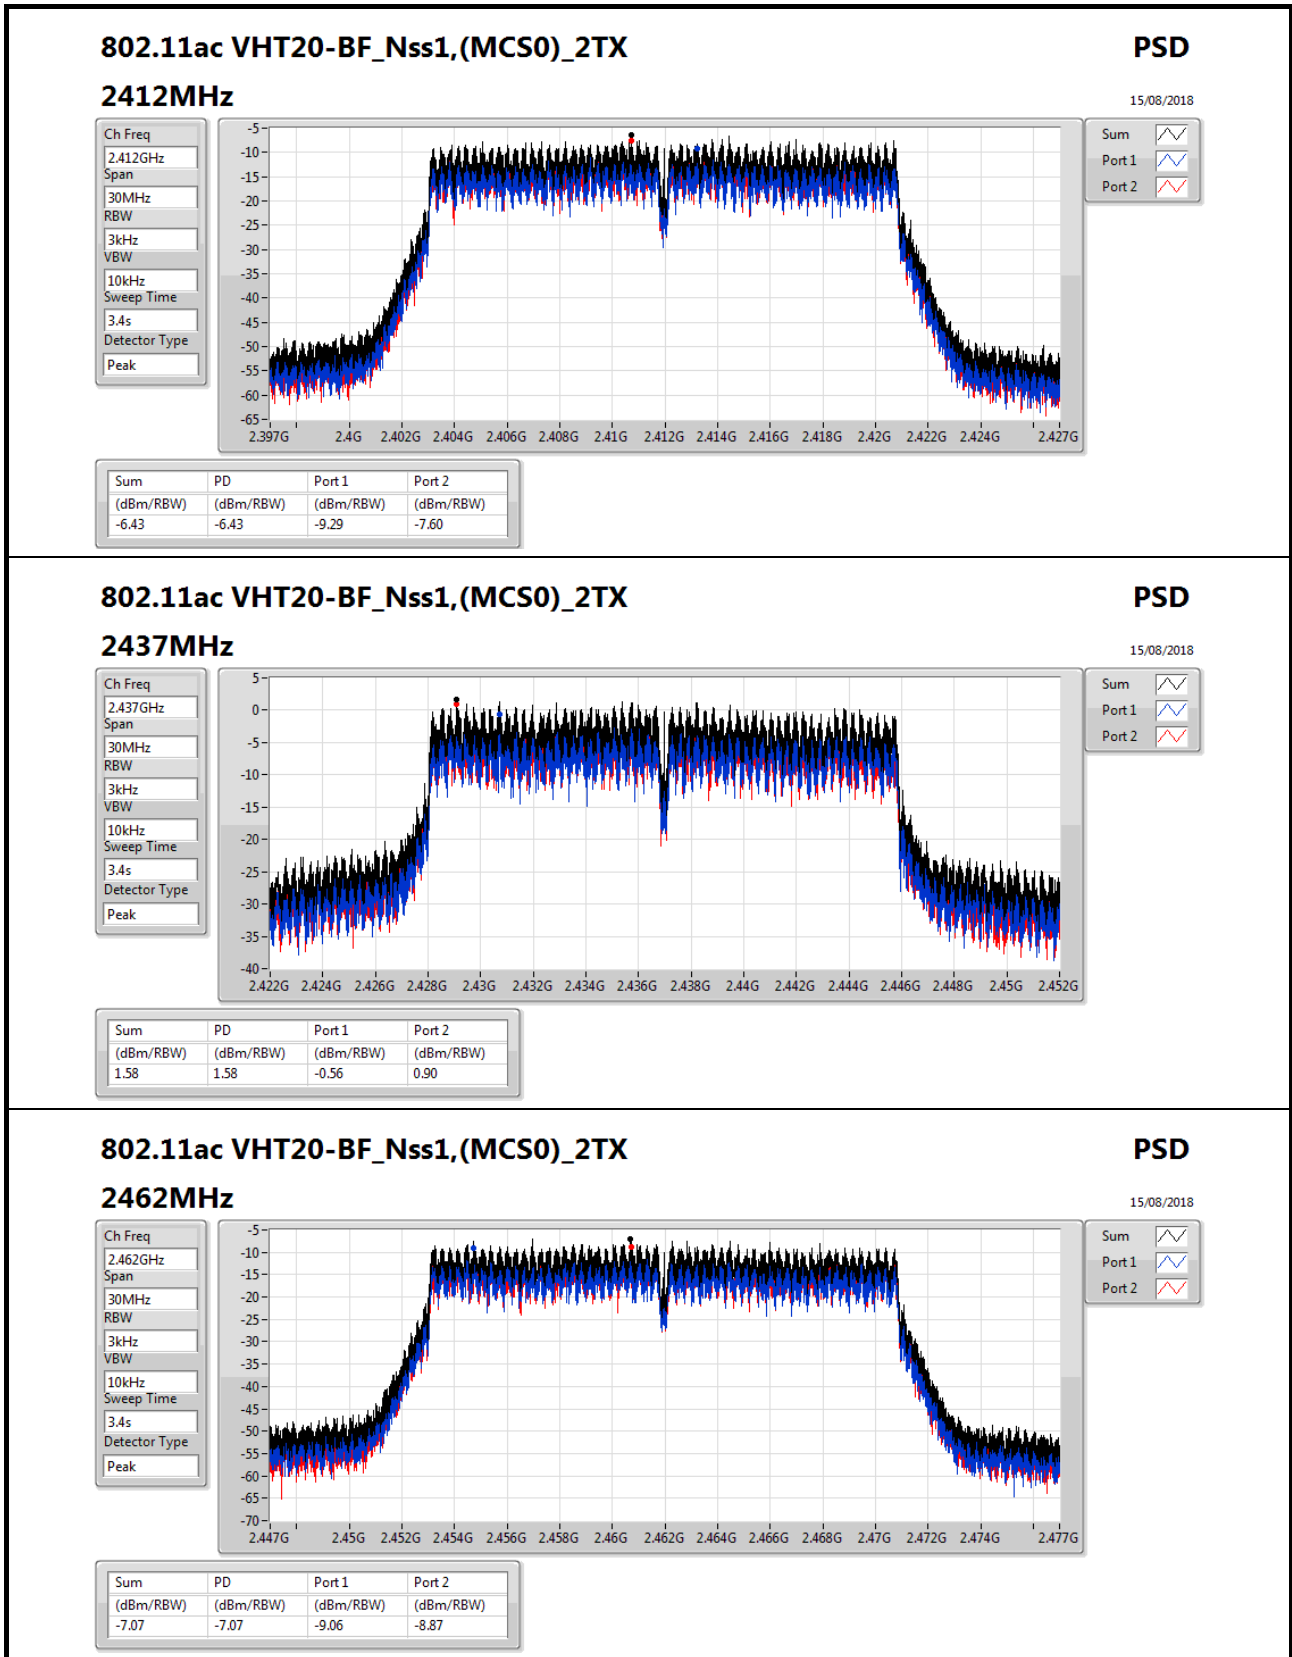 802.11ac VHT20-BF_Nss1,(MCS0)_2TX PSD
2412MHz 15/08/2018
Ch Freq
2.412GHz
Span
30MHz
RBW
3kHz
VBW
10kHz
Sweep Time
3.4s
Detector Type
Peak
-5
-10
-15
-20
-25
-30
-35
-40
-45
-50
-55
-60
-65
2.397G 2.4G 2.402G 2.404G 2.406G 2.408G 2.41G 2.412G 2.414G 2.416G 2.418G 2.42G 2.422G 2.424G 2.427G
Sum
Port 1
Port 2
Sum PD Port 1 Port 2
(dBm/RBW) (dBm/RBW) (dBm/RBW) (dBm/RBW)
-6.43 -6.43 -9.29 -7.60
802.11ac VHT20-BF_Nss1,(MCS0)_2TX PSD
2437MHz 15/08/2018
Ch Freq
2.437GHz
Span
30MHz
RBW
3kHz
VBW
10kHz
Sweep Time
3.4s
Detector Type
Peak
5
0
-5
-10
-15
-20
-25
-30
-35
-40
2.422G 2.424G 2.426G 2.428G 2.43G 2.432G 2.434G 2.436G 2.438G 2.44G 2.442G 2.444G 2.446G 2.448G 2.45G 2.452G
Sum
Port 1
Port 2
Sum PD Port 1 Port 2
(dBm/RBW) (dBm/RBW) (dBm/RBW) (dBm/RBW)
1.58 1.58 -0.56 0.90
802.11ac VHT20-BF_Nss1,(MCS0)_2TX PSD
2462MHz 15/08/2018
Ch Freq
2.462GHz
Span
30MHz
RBW
3kHz
VBW
10kHz
Sweep Time
3.4s
Detector Type
Peak
-5
-10
-15
-20
-25
-30
-35
-40
-45
-50
-55
-60
-65
-70
2.447G 2.45G 2.452G 2.454G 2.456G 2.458G 2.46G 2.462G 2.464G 2.466G 2.468G 2.47G 2.472G 2.474G 2.477G
Sum
Port 1
Port 2
Sum PD Port 1 Port 2
(dBm/RBW) (dBm/RBW) (dBm/RBW) (dBm/RBW)
-7.07 -7.07 -9.06 -8.87